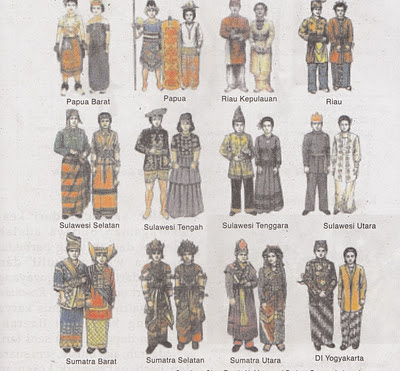 Papua Barat
Papua
Riau Kepulauan
Riau
Sulawesi Selatan
Sulawesi Tengah
Sulawesi Tenggara
Sulawesi Utara
Sumatra Barat
Sumatra Selatan
Sumatra Utara
DI Yogyakarta